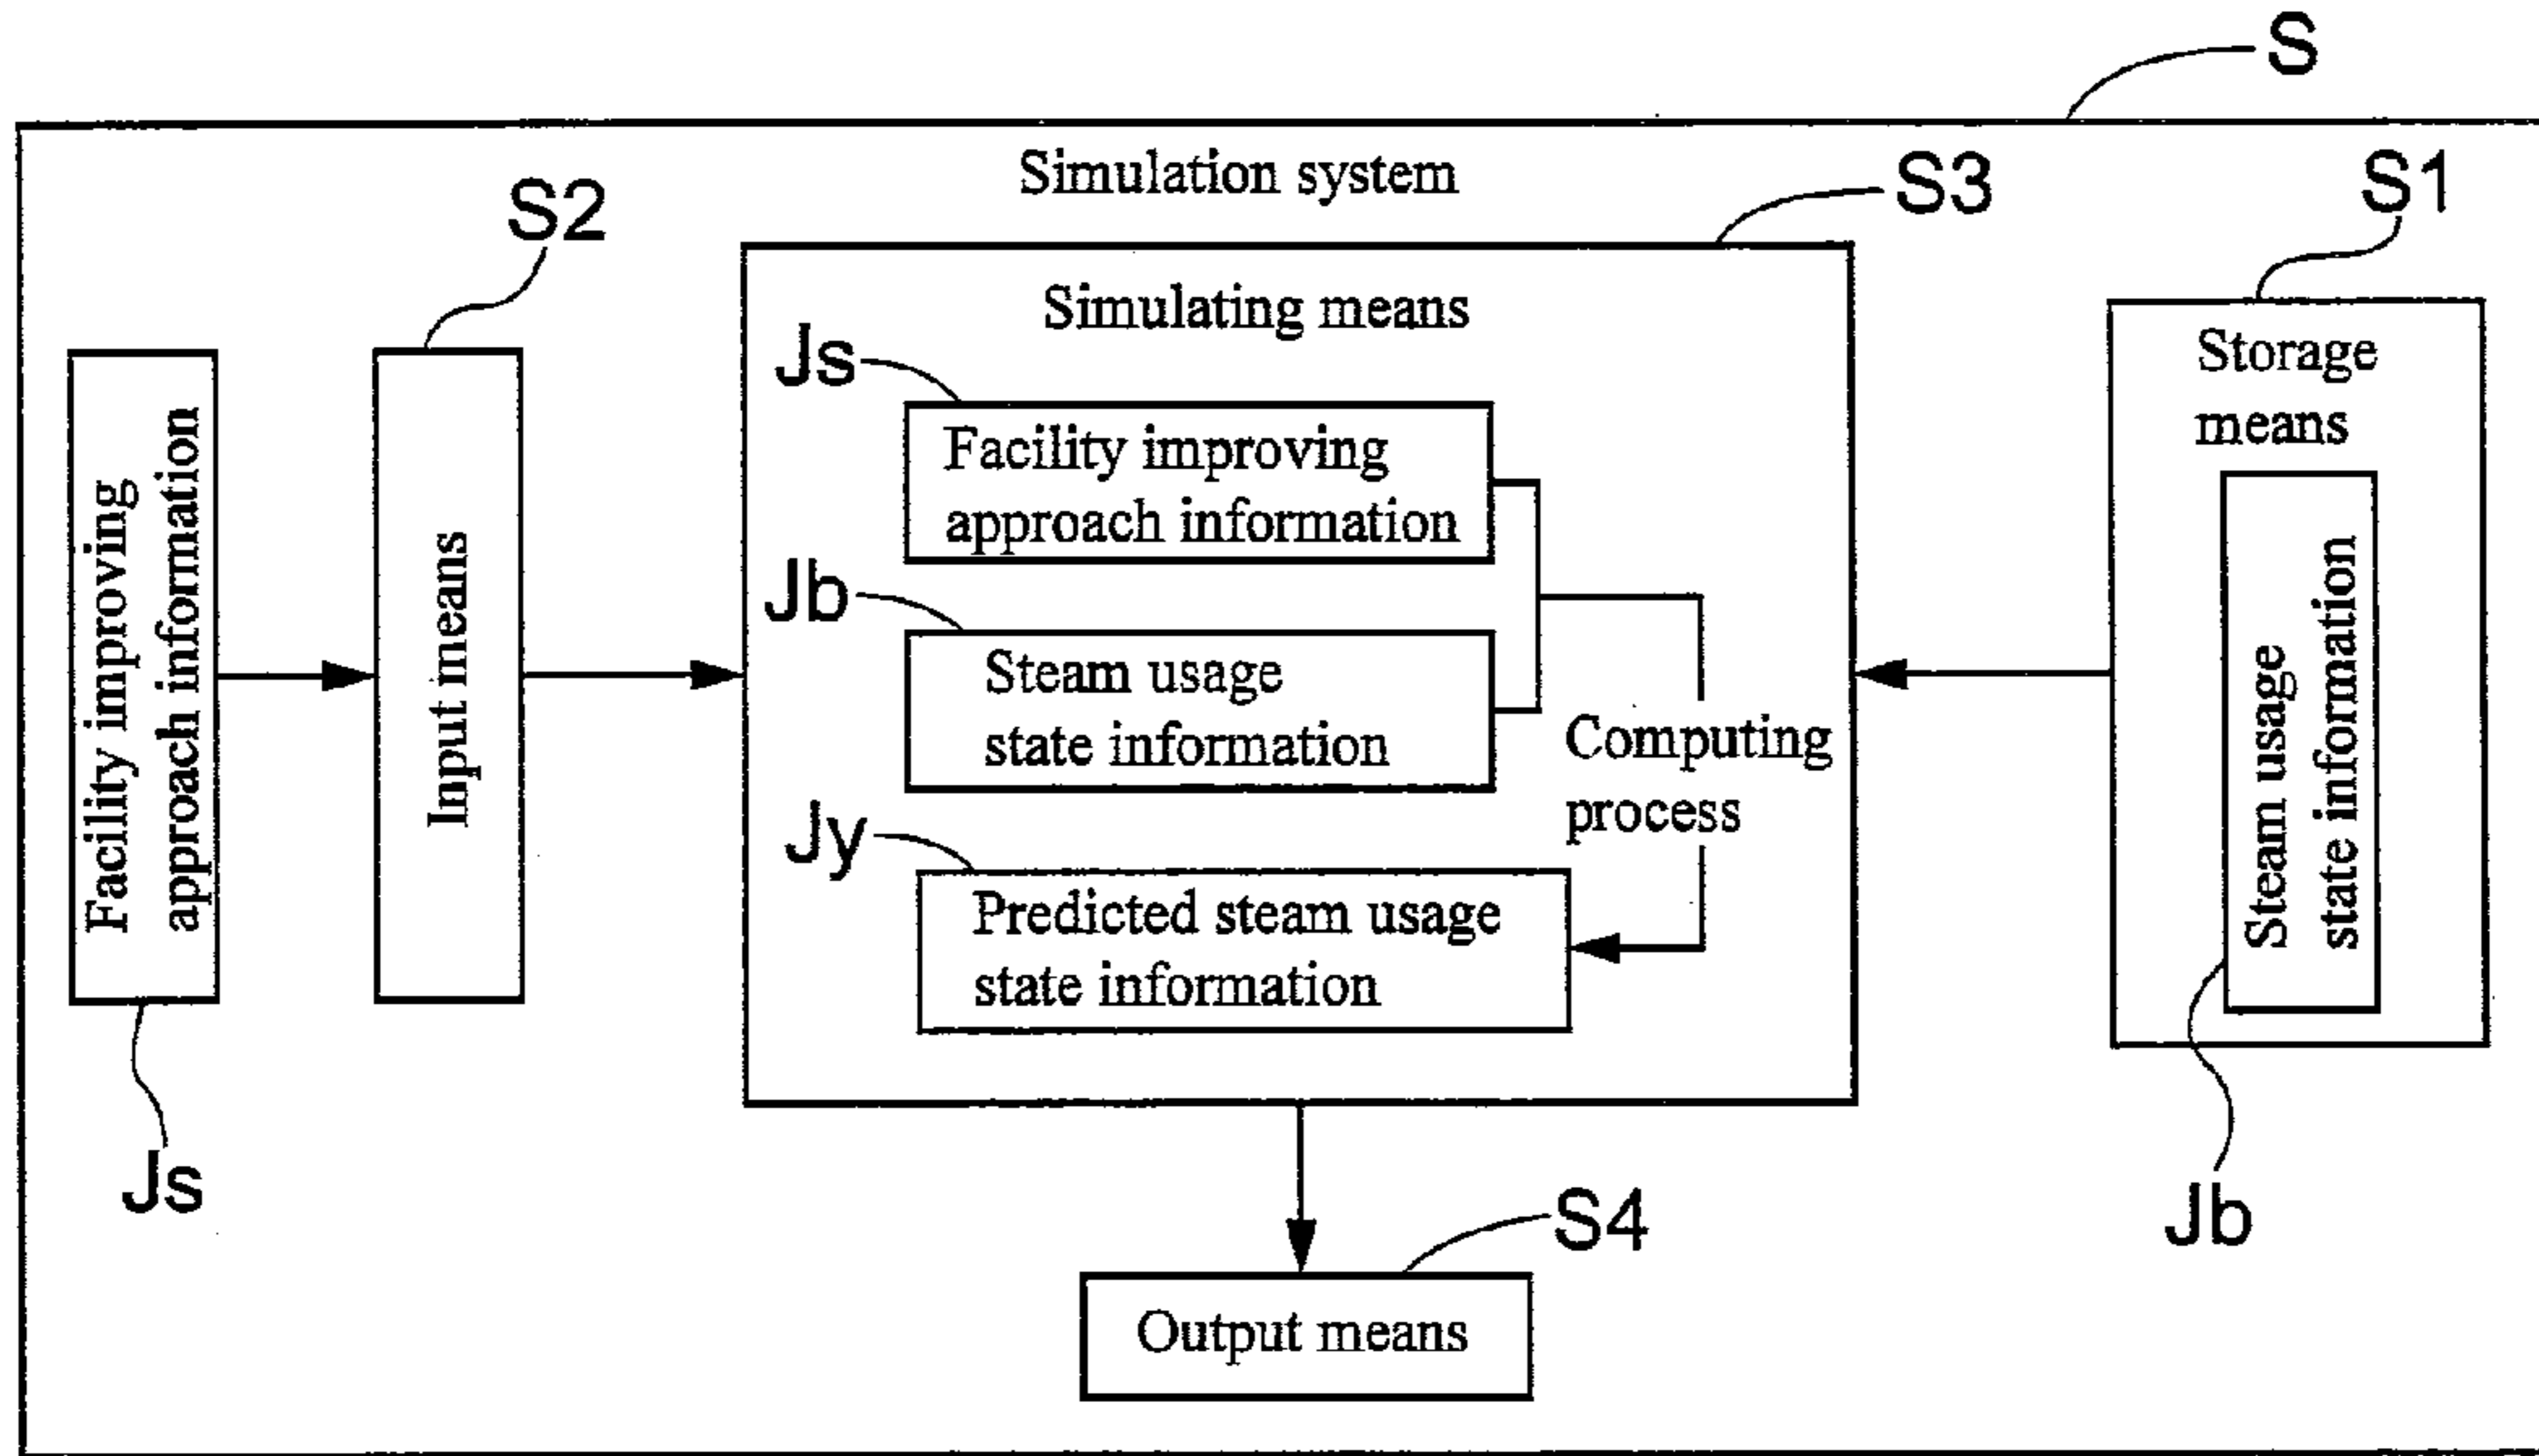 S
Simulation system
S2
S3
S1
Simulating means
Js
Facility improving
approach information
Jb
Steam usage
state information
Computing
process
Jy
Predicted steam usage
state information
Facility improving
approach information
Js
Input means
Storage
means
Steam usage
state information
Jb
S4
Output means